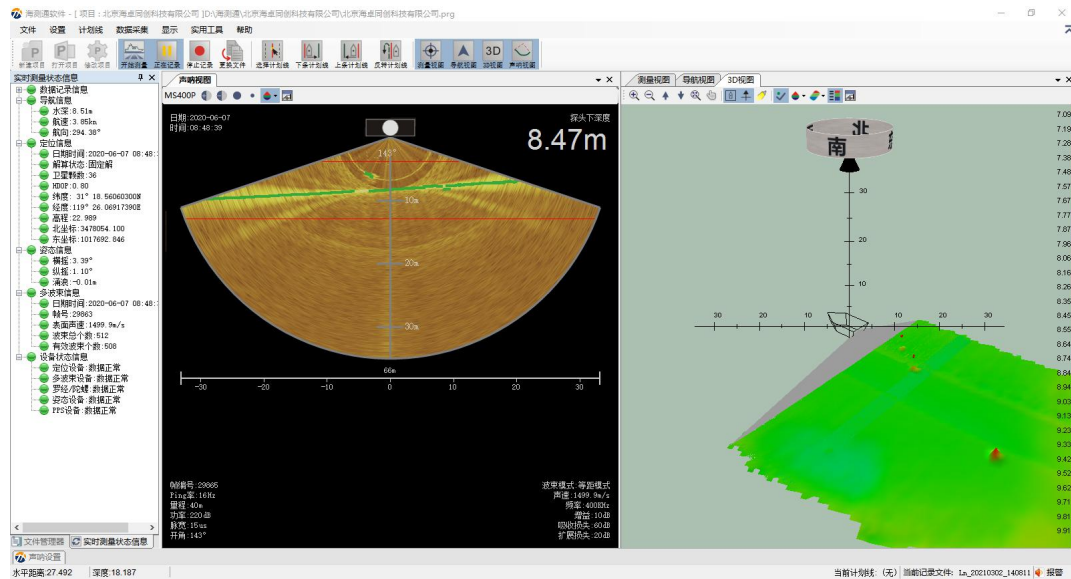 海测通软件 - [ 项目：北京海卓同创科技有限公司 ]D:\海测通\北京海卓同创科技有限公司\北京海卓同创科技有限公司.prg
文件 设置 计划线 数据采集 显示 实用工具 帮助
新建项目 打开项目 修改项目 开始测量 正在记录 停止记录 更换文件 选择计划线 下条计划线 上条计划线 反转计划线 测量视图 导航视图 3D视图 声呐视图
实时测量状态信息
数据记录信息
导航信息
水深:8.51m
航速:3.85kn
航向:294.38°
定位信息
日期时间:2020-06-07 08:48:
解算状态:固定解
卫星颗数:36
HDOP:0.80
纬度: 31° 18.56060300N
经度:119° 26.06917390E
高程:22.989
北坐标:3478054.100
东坐标:1017692.846
姿态信息
横摇:3.39°
纵摇:1.10°
涌浪:-0.01m
多波束信息
日期时间:2020-06-07 08:48:
帧号:29863
表面声速:1499.9m/s
波束总个数:512
有效波束个数:508
设备状态信息
定位设备:数据正常
多波束设备:数据正常
罗经/陀螺:数据正常
姿态设备:数据正常
PPS设备:数据正常
文件管理器 实时测量状态信息
声呐视图
MS400P
日期:2020-06-07
时间:08:48:39
探头下深度
8.47m
143°
10m
20m
30m
66m
-30 -20 -10 0 10 20 30
帧编号:29865
Ping率:16Hz
量程:40m
功率:220dB
脉宽:15us
开角:143°
波束模式:等距模式
声速:1499.9m/s
频率:400KHz
增益:10dB
吸收损失:60dB
扩展损失:20dB
测量视图 导航视图 3D视图
南 北
30
20
10
30 20 10 10 20 30
7.09
7.19
7.28
7.38
7.48
7.57
7.67
7.77
7.87
7.96
8.06
8.16
8.26
8.35
8.45
8.55
8.64
8.74
8.84
8.94
9.03
9.13
9.23
9.33
9.42
9.52
9.62
9.71
9.81
9.91
声呐设置
水平距离:27.492 深度:18.187 当前计划线: (无) 当前记录文件: Ln_20210302_140811 报警